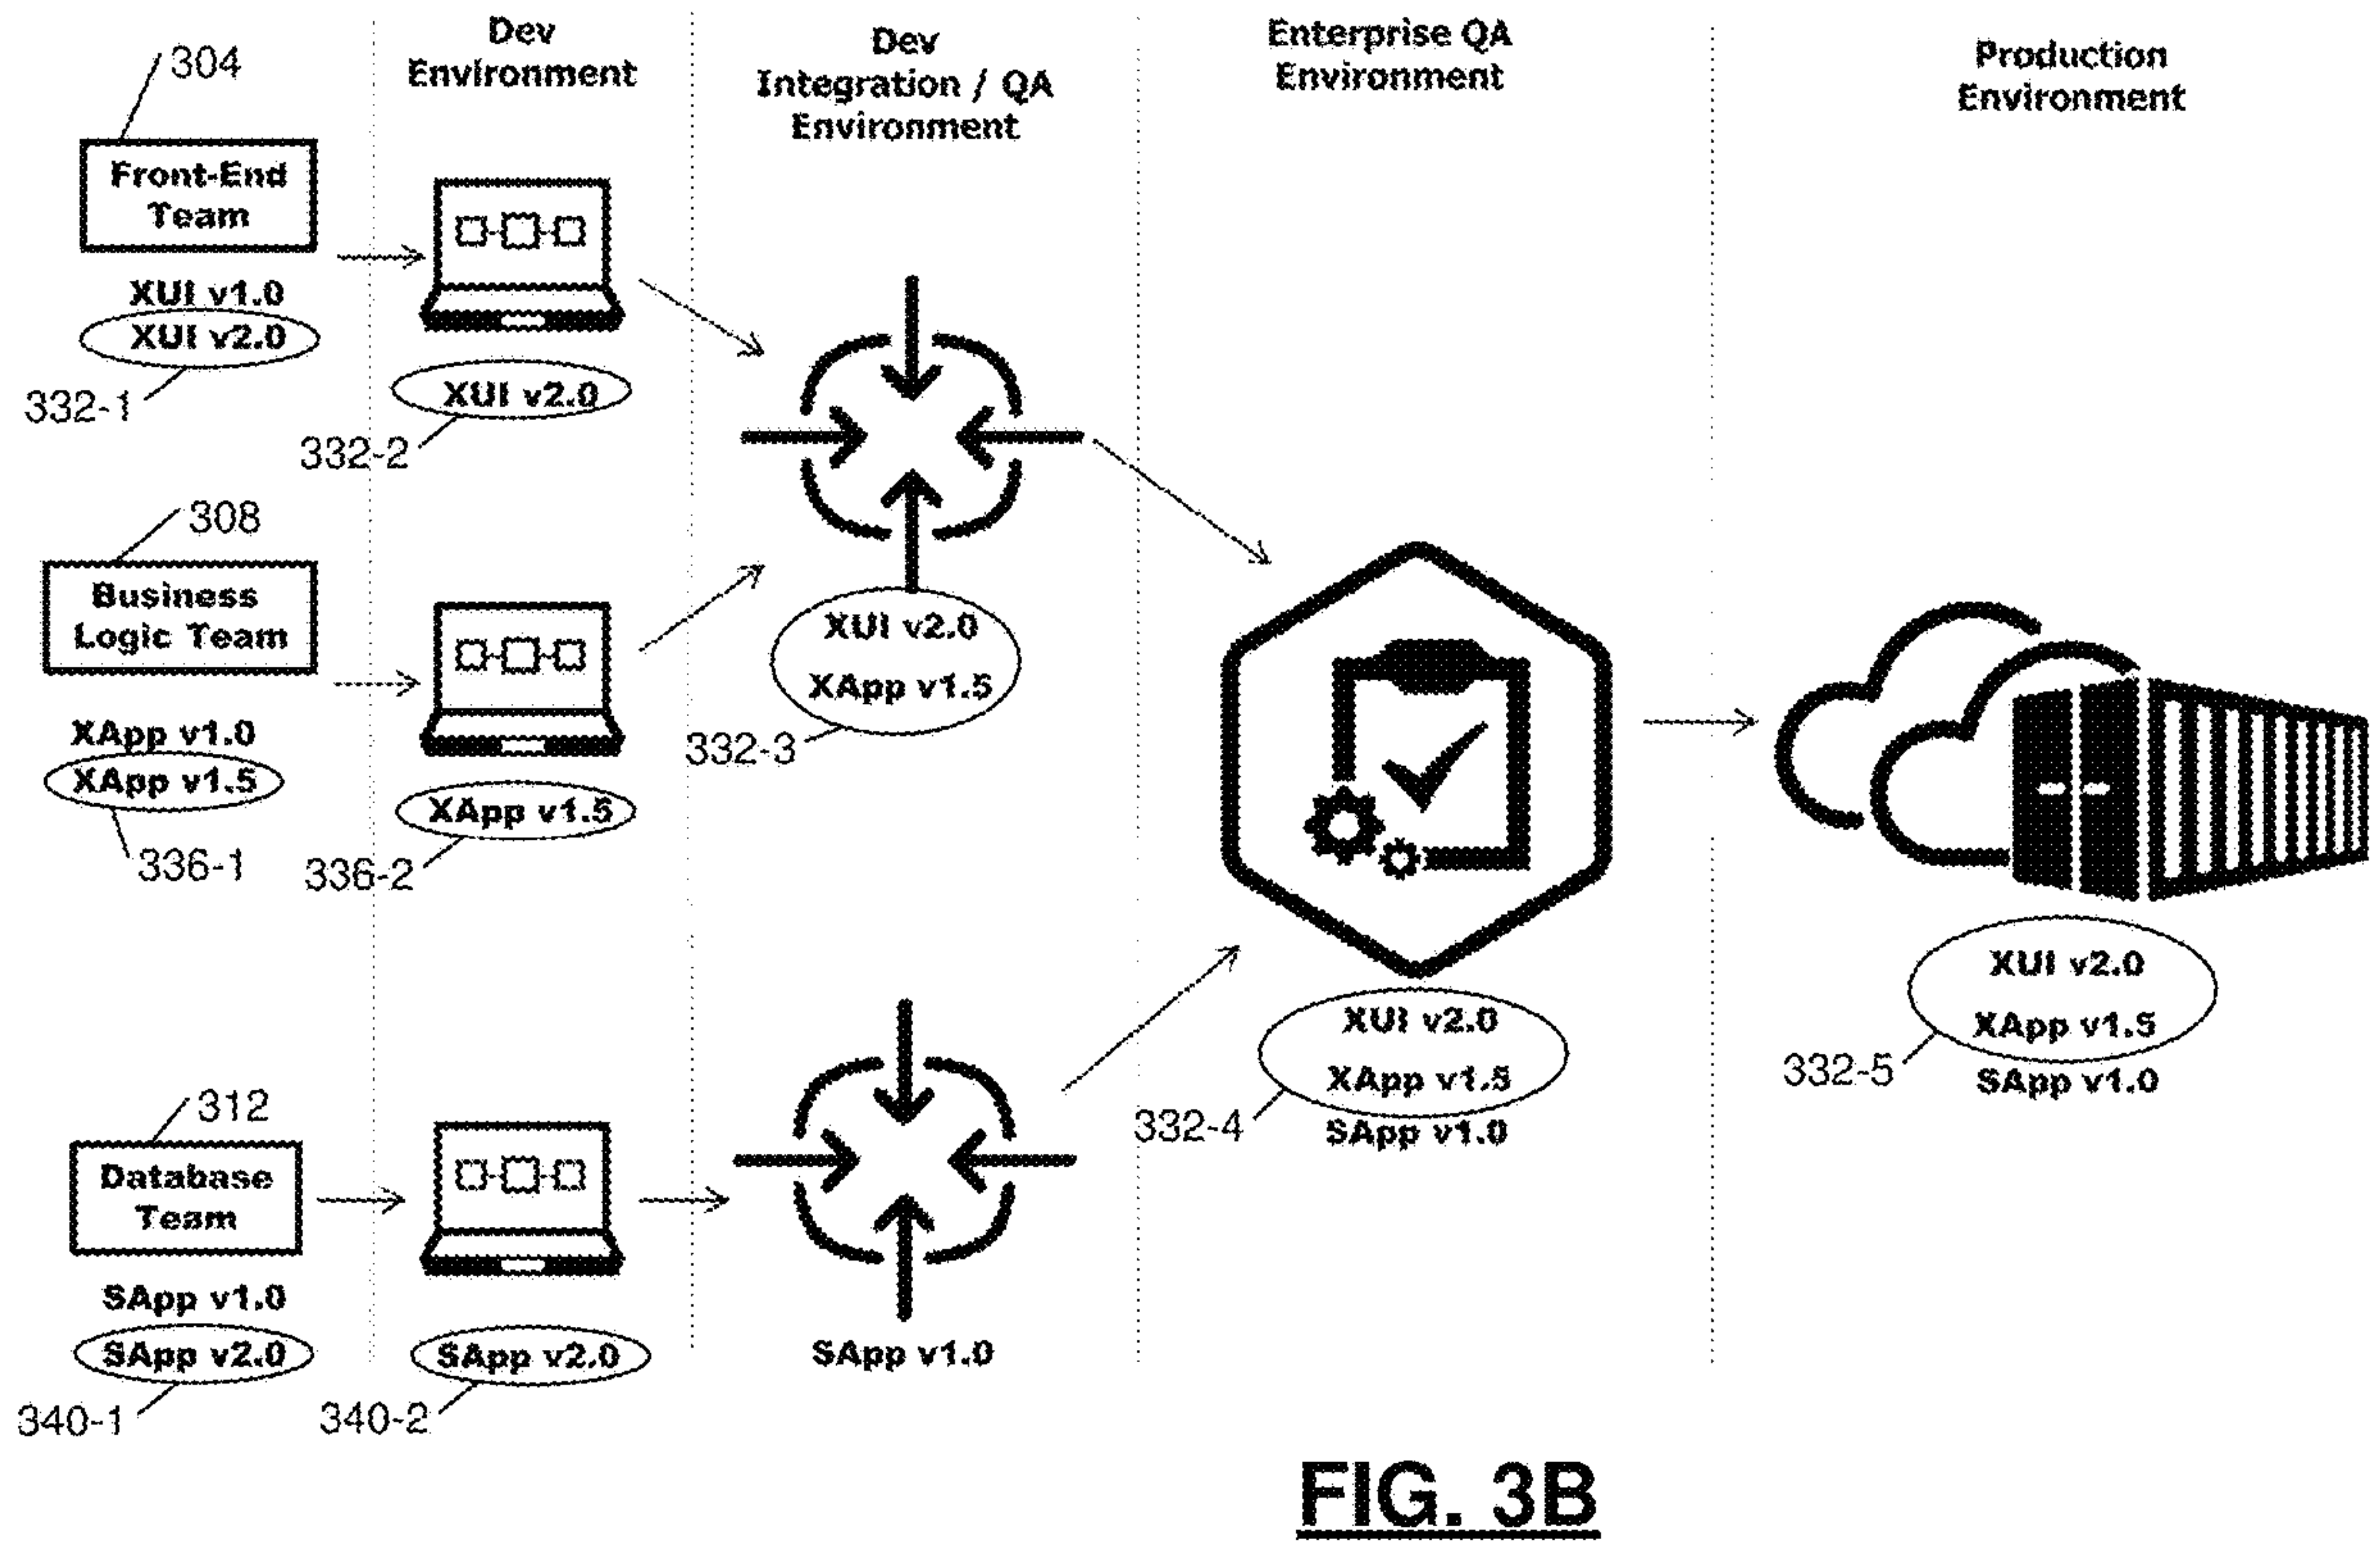 Dev
Environment
Dev
Integration / QA
Environment
Enterprise QA
Environment
Production
Environment
304
Front-End
Team
XUI v1.0
XUI v2.0
332-1
XUI v2.0
332-2
308
Business
Logic Team
XApp v1.0
XApp v1.5
336-1
XApp v1.5
336-2
XUI v2.0
XApp v1.5
332-3
312
Database
Team
SApp v1.0
SApp v2.0
340-1
SApp v2.0
340-2
SApp v1.0
XUI v2.0
XApp v1.5
332-4
SApp v1.0
XUI v2.0
XApp v1.5
332-5
SApp v1.0
FIG. 3B